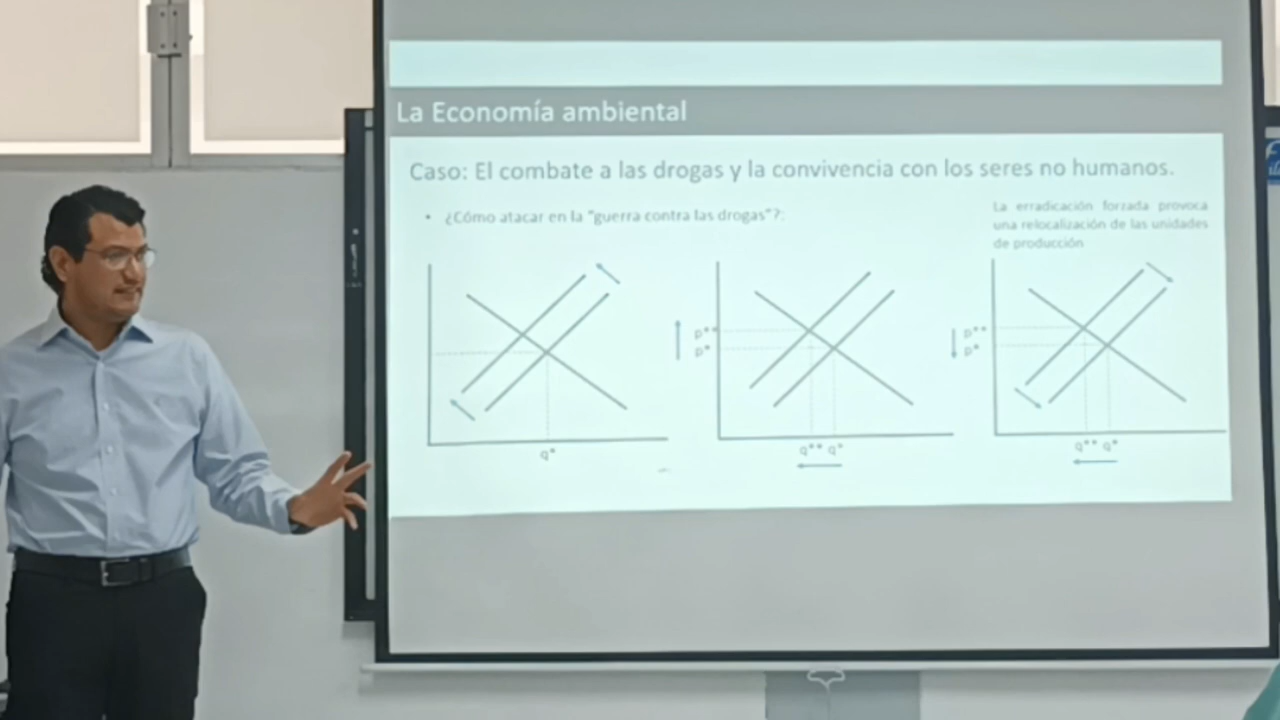 La Economía ambiental
Caso: El combate a las drogas y la convivencia con los seres no humanos.
• ¿Cómo atacar en la "guerra contra las drogas"?:
La erradicación forzada provoca
una relocalización de las unidades
de producción
q*
p**
p*
q** q*
p**
p*
q** q*